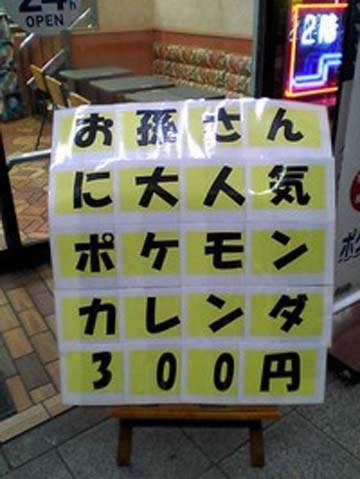 24h
OPEN
2階
お孫さん
に大人気
ポケモン
カレンダ
300円